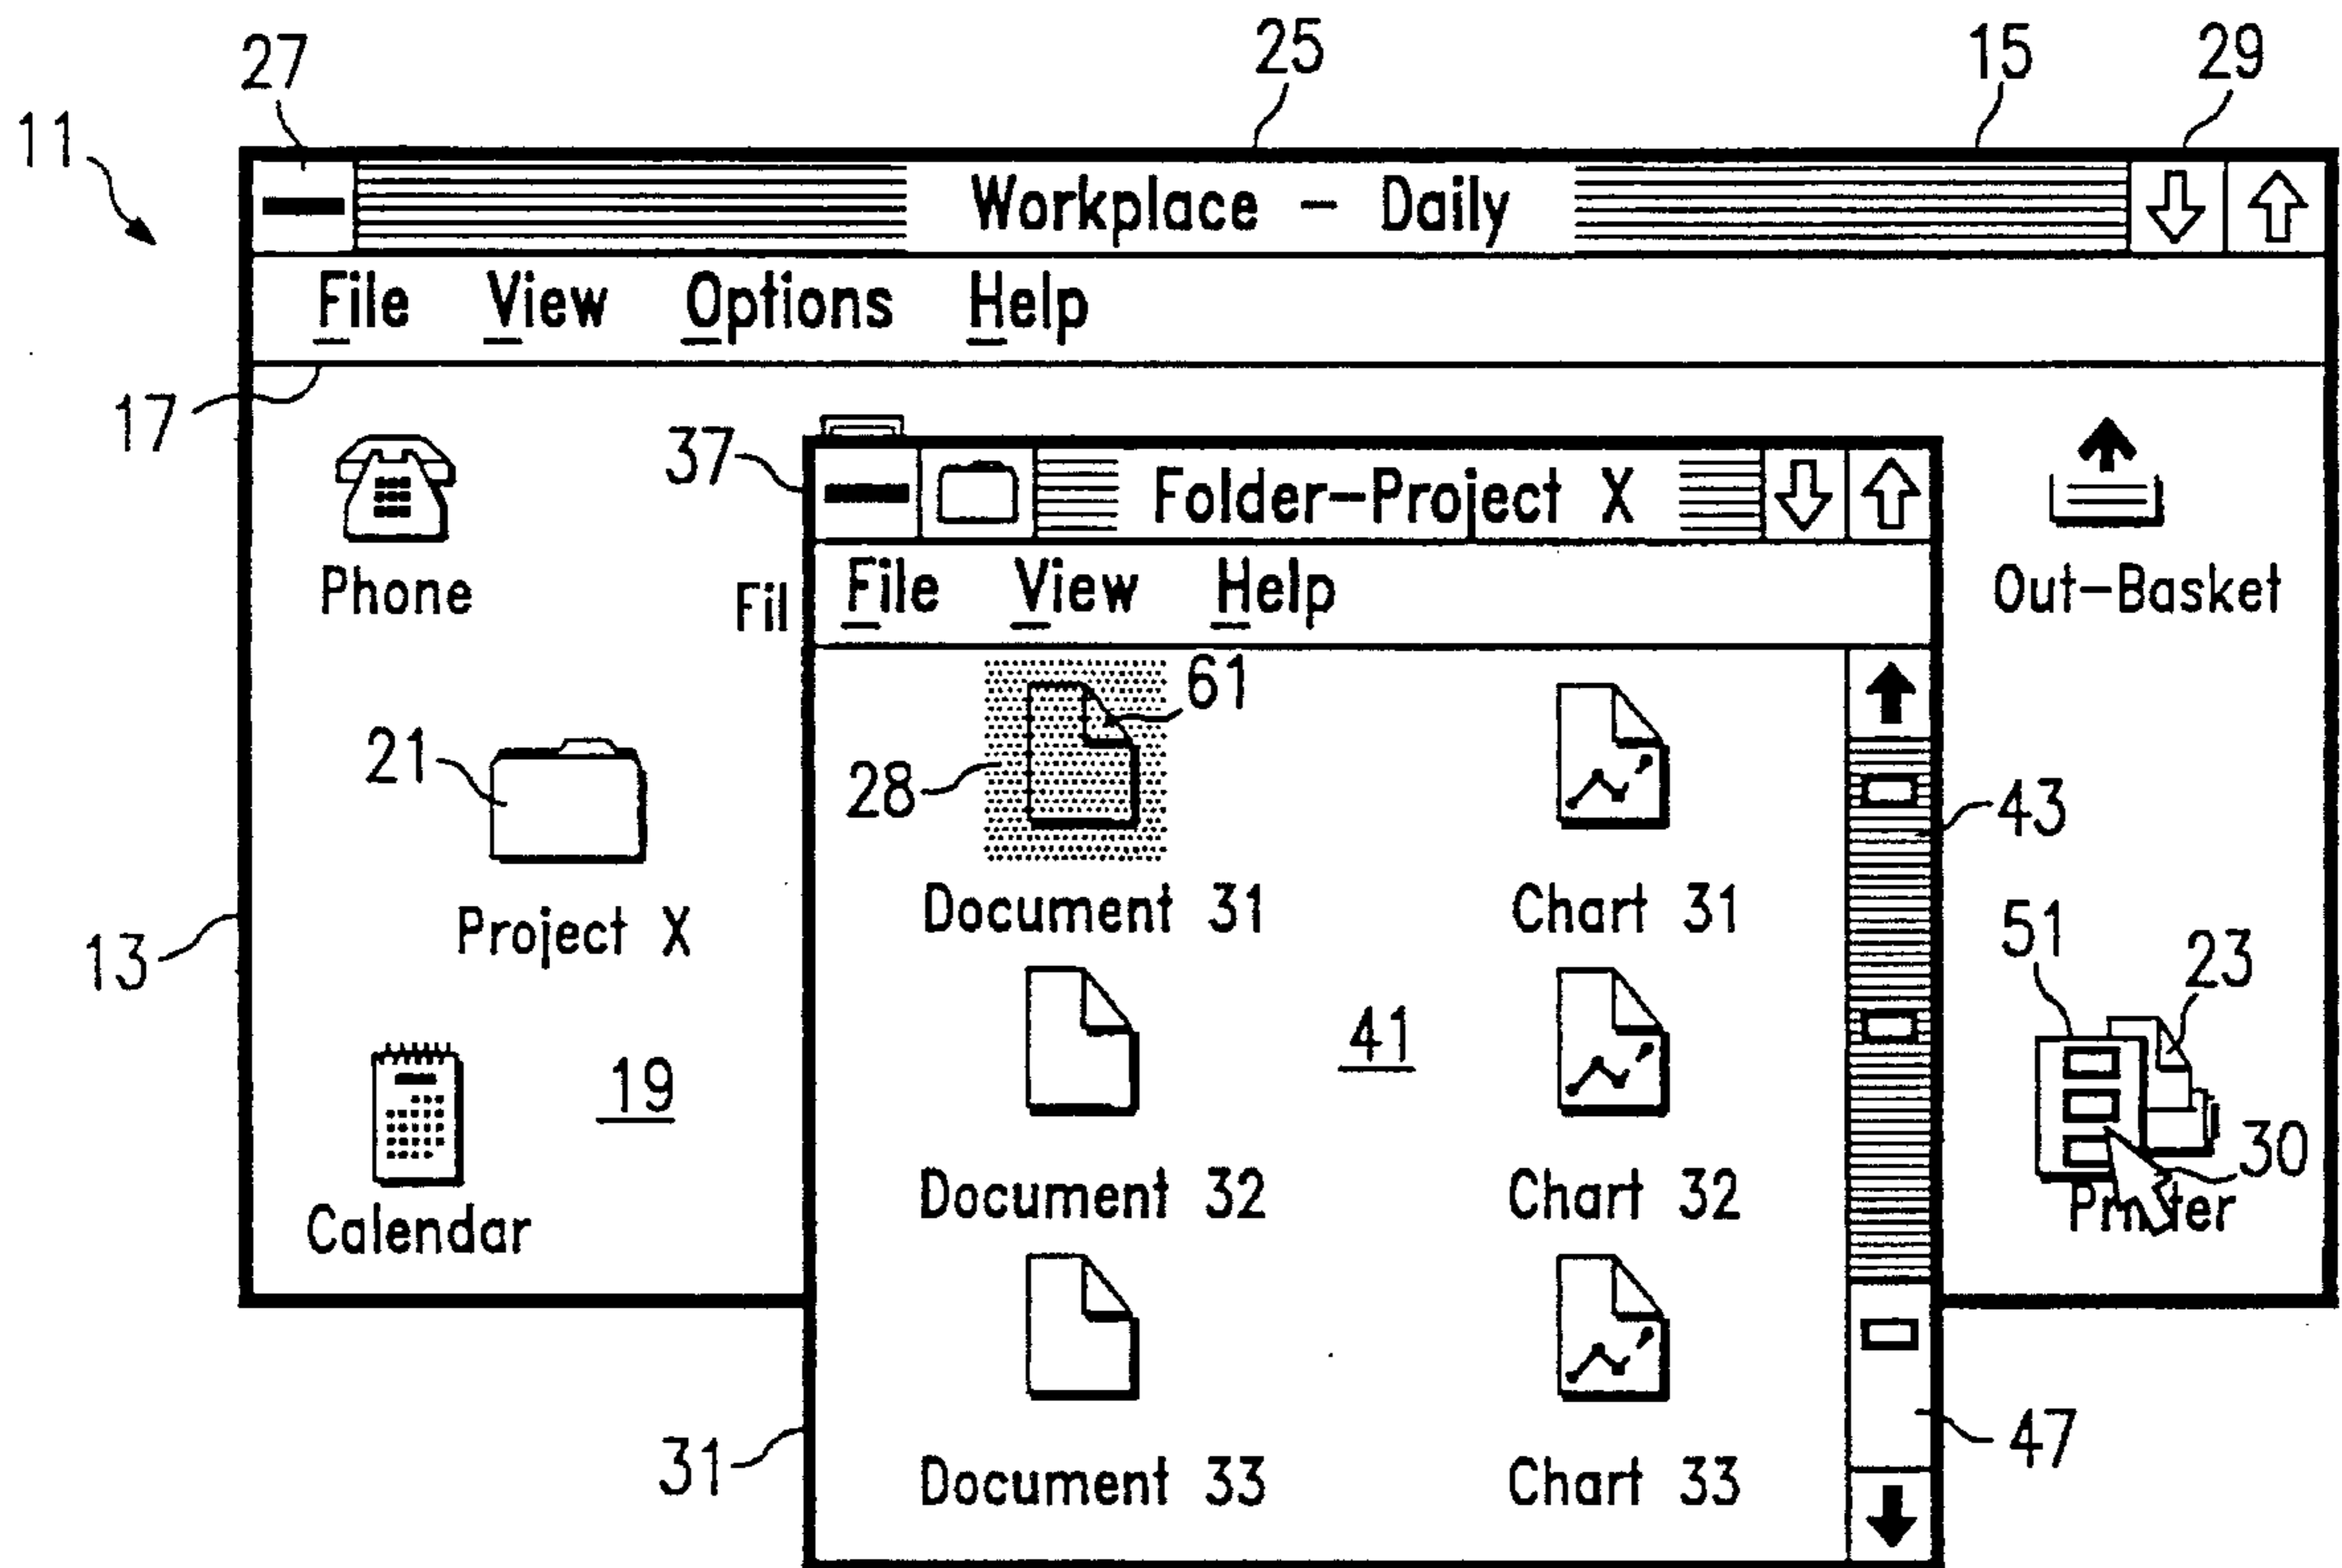 27 25 15 29
11
Workplace - Daily
File View Options Help
17
37
Folder-Project X
Phone
Fil
File View Help
Out-Basket
61
21
28
43
Document 31 Chart 31
Project X
13
51 23
41
19
30
Document 32 Chart 32
Calendar
31
47
Document 33 Chart 33